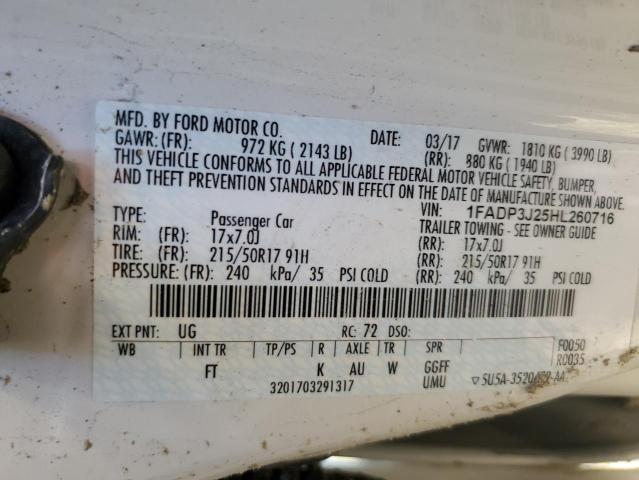 MFD. BY FORD MOTOR CO. DATE: 03/17 GVWR: 1810 KG ( 3990 LB)
GAWR: (FR): 972 KG ( 2143 LB) (RR): 880 KG ( 1940 LB)
THIS VEHICLE CONFORMS TO ALL APPLICABLE FEDERAL MOTOR VEHICLE SAFETY, BUMPER,
AND THEFT PREVENTION STANDARDS IN EFFECT ON THE DATE OF MANUFACTURE SHOWN ABOVE.
VIN: 1FADP3J25HL260716
TYPE: Passenger Car TRAILER TOWING - SEE OWNER GUIDE
RIM: (FR): 17x7.0J (RR): 17x7.0J
TIRE: (FR): 215/50R17 91H (RR): 215/50R17 91H
PRESSURE: (FR): 240 kPa/ 35 PSI COLD (RR): 240 kPa/ 35 PSI COLD
EXT PNT: UG RC: 72 DSO: F0050
WB INT TR TP/PS R AXLE TR SPR R0035
FT K AU W GGFF
3201703291317 UMU